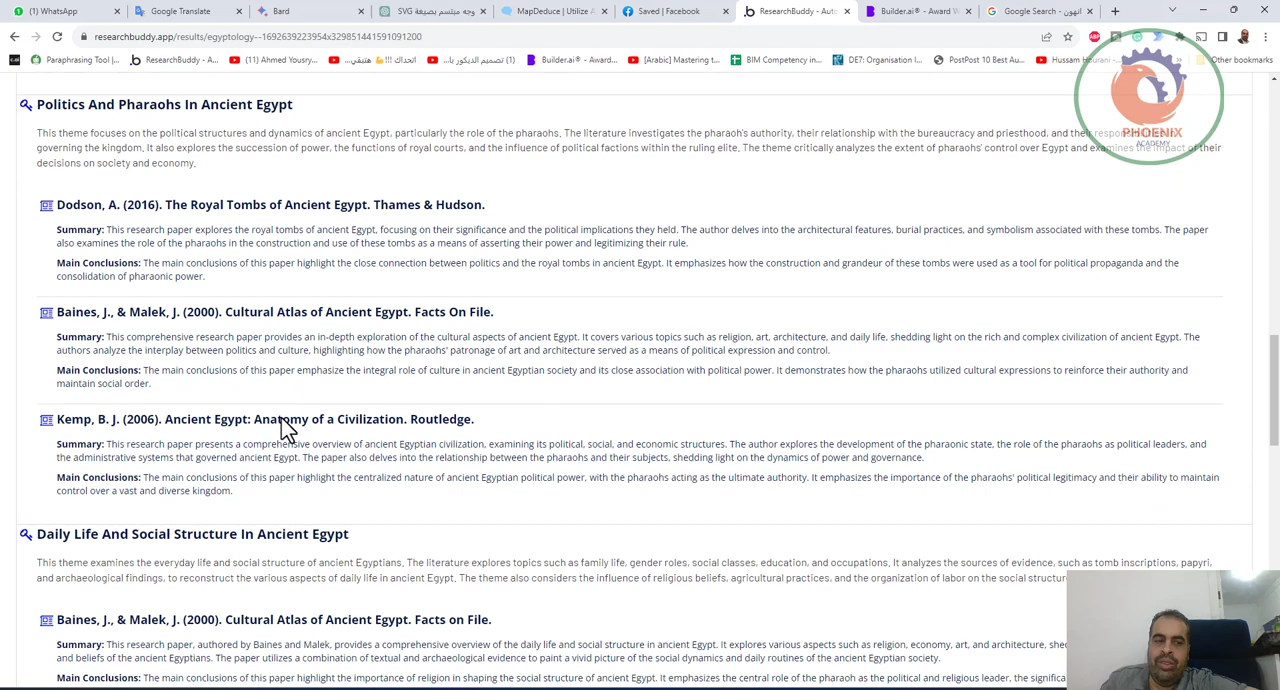 (1) WhatsApp
Google Translate
Bard
وجه مبتسم بصيغة SVG
MapDeduce | Utilize A
Saved | Facebook
ResearchBuddy - Auto
Builder.ai® - Award W
انهون - Google Search
researchbuddy.app/results/egyptology--1692639223954x329851441591091200
Paraphrasing Tool |...
ResearchBuddy - A...
(11) Ahmed Yousry...
اتحداك !!! هتبقي...
(1) تصميم الديكور با...
Builder.ai® - Award...
[Arabic] Mastering t...
BIM Competency in...
DE7: Organisation I...
PostPost 10 Best Au...
Hussam Hourani -...
Other bookmarks
Politics And Pharaohs In Ancient Egypt
This theme focuses on the political structures and dynamics of ancient Egypt, particularly the role of the pharaohs. The literature investigates the pharaoh's authority, their relationship with the bureaucracy and priesthood, and their responsibilities in
governing the kingdom. It also explores the succession of power, the functions of royal courts, and the influence of political factions within the ruling elite. The theme critically analyzes the extent of pharaohs' control over Egypt and examines the impact of their
decisions on society and economy.
PHOENIX
ACADEMY
Dodson, A. (2016). The Royal Tombs of Ancient Egypt. Thames & Hudson.
Summary: This research paper explores the royal tombs of ancient Egypt, focusing on their significance and the political implications they held. The author delves into the architectural features, burial practices, and symbolism associated with these tombs. The paper
also examines the role of the pharaohs in the construction and use of these tombs as a means of asserting their power and legitimizing their rule.
Main Conclusions: The main conclusions of this paper highlight the close connection between politics and the royal tombs in ancient Egypt. It emphasizes how the construction and grandeur of these tombs were used as a tool for political propaganda and the
consolidation of pharaonic power.
Baines, J., & Malek, J. (2000). Cultural Atlas of Ancient Egypt. Facts On File.
Summary: This comprehensive research paper provides an in-depth exploration of the cultural aspects of ancient Egypt. It covers various topics such as religion, art, architecture, and daily life, shedding light on the rich and complex civilization of ancient Egypt. The
authors analyze the interplay between politics and culture, highlighting how the pharaohs' patronage of art and architecture served as a means of political expression and control.
Main Conclusions: The main conclusions of this paper emphasize the integral role of culture in ancient Egyptian society and its close association with political power. It demonstrates how the pharaohs utilized cultural expressions to reinforce their authority and
maintain social order.
Kemp, B. J. (2006). Ancient Egypt: Anatomy of a Civilization. Routledge.
Summary: This research paper presents a comprehensive overview of ancient Egyptian civilization, examining its political, social, and economic structures. The author explores the development of the pharaonic state, the role of the pharaohs as political leaders, and
the administrative systems that governed ancient Egypt. The paper also delves into the relationship between the pharaohs and their subjects, shedding light on the dynamics of power and governance.
Main Conclusions: The main conclusions of this paper highlight the centralized nature of ancient Egyptian political power, with the pharaohs acting as the ultimate authority. It emphasizes the importance of the pharaohs' political legitimacy and their ability to maintain
control over a vast and diverse kingdom.
Daily Life And Social Structure In Ancient Egypt
This theme examines the everyday life and social structure of ancient Egyptians. The literature explores topics such as family life, gender roles, social classes, education, and occupations. It analyzes the sources of evidence, such as tomb inscriptions, papyri,
and archaeological findings, to reconstruct the various aspects of daily life in ancient Egypt. The theme also considers the influence of religious beliefs, agricultural practices, and the organization of labor on the social structur
Baines, J., & Malek, J. (2000). Cultural Atlas of Ancient Egypt. Facts on File.
Summary: This research paper, authored by Baines and Malek, provides a comprehensive overview of the daily life and social structure in ancient Egypt. It explores various aspects such as religion, economy, art, and architecture, she
and beliefs of the ancient Egyptians. The paper utilizes a combination of textual and archaeological evidence to paint a vivid picture of the social dynamics and daily routines of the ancient Egyptian society.
Main Conclusions: The main conclusions of this paper highlight the importance of religion in shaping the social structure of ancient Egypt. It emphasizes the central role of the pharaoh as the political and religious leader, the significa